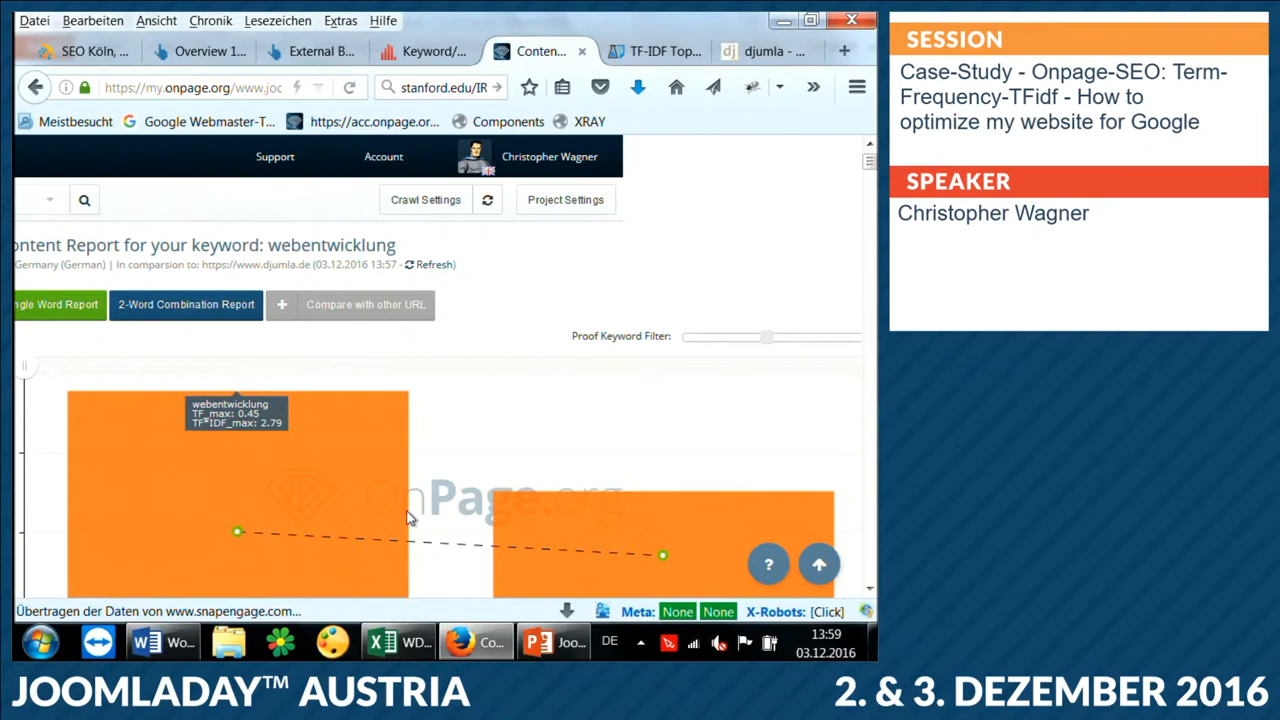 Datei Bearbeiten Ansicht Chronik Lesezeichen Extras Hilfe
SEO Köln, ... Overview 1... External B... Keyword/... Conten... TF-IDF Top... djumla - ...
https://my.onpage.org/www.joc stanford.edu/IR
Meistbesucht Google Webmaster-T... https://acc.onpage.or... Components XRAY
Support Account Christopher Wagner
Crawl Settings Project Settings
ontent Report for your keyword: webentwicklung
Germany (German) | In comparsion to: https://www.djumla.de (03.12.2016 13:57 - Refresh)
ngle Word Report 2-Word Combination Report + Compare with other URL
Proof Keyword Filter:
webentwicklung
TF_max: 0.45
TF*IDF_max: 2.79
OnPage.org
?
Übertragen der Daten von www.snapengage.com... Meta: None None X-Robots: [Click]
Wo... WD... Co... Joo... DE 13:59
03.12.2016
SESSION
Case-Study - Onpage-SEO: Term-
Frequency-TFidf - How to
optimize my website for Google
SPEAKER
Christopher Wagner
JOOMLADAY™ AUSTRIA 2. & 3. DEZEMBER 2016